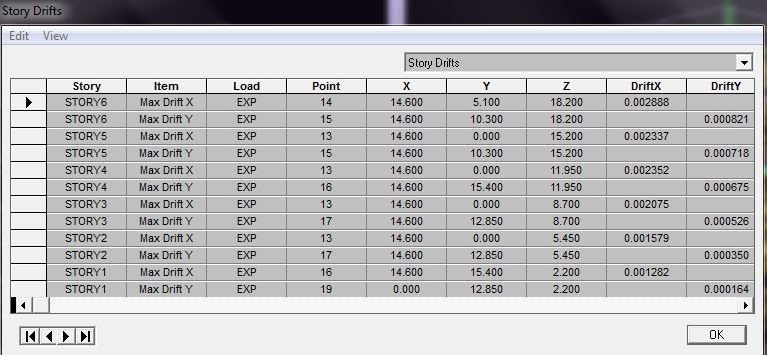 Story Drifts
Edit View
Story Drifts
Story Item Load Point X Y Z DriftX DriftY
STORY6 Max Drift X EXP 14 14.600 5.100 18.200 0.002888
STORY6 Max Drift Y EXP 15 14.600 10.300 18.200 0.000821
STORY5 Max Drift X EXP 13 14.600 0.000 15.200 0.002337
STORY5 Max Drift Y EXP 15 14.600 10.300 15.200 0.000718
STORY4 Max Drift X EXP 13 14.600 0.000 11.950 0.002352
STORY4 Max Drift Y EXP 16 14.600 15.400 11.950 0.000675
STORY3 Max Drift X EXP 13 14.600 0.000 8.700 0.002075
STORY3 Max Drift Y EXP 17 14.600 12.850 8.700 0.000526
STORY2 Max Drift X EXP 13 14.600 0.000 5.450 0.001579
STORY2 Max Drift Y EXP 17 14.600 12.850 5.450 0.000350
STORY1 Max Drift X EXP 16 14.600 15.400 2.200 0.001282
STORY1 Max Drift Y EXP 19 0.000 12.850 2.200 0.000164
OK